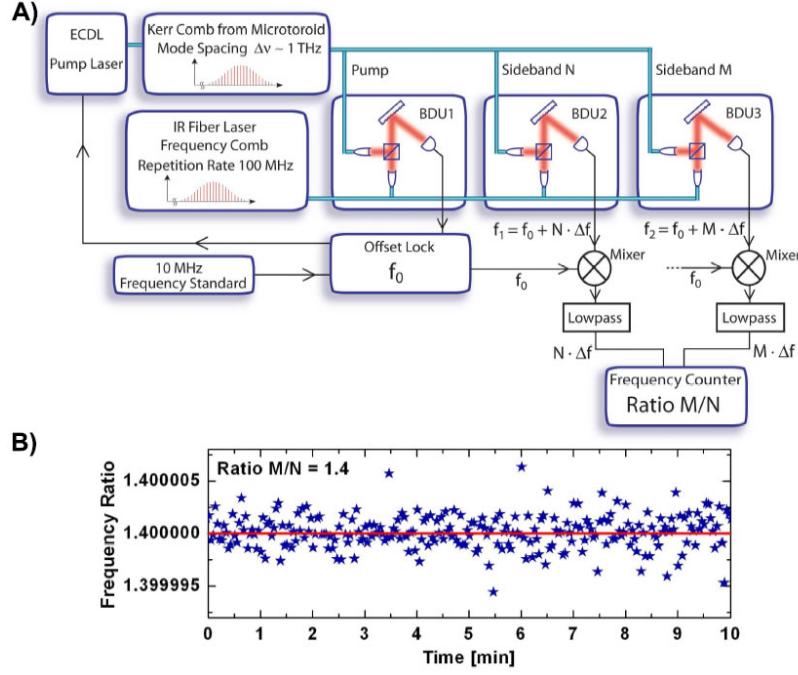 A)
ECDL
Pump Laser
Kerr Comb from Microtoroid
Mode Spacing Δν ~ 1 THz
Pump
Sideband N
Sideband M
BDU1
BDU2
BDU3
IR Fiber Laser
Frequency Comb
Repetition Rate 100 MHz
f₁ = f₀ + N · Δf
f₂ = f₀ + M · Δf
Offset Lock
f₀
10 MHz
Frequency Standard
f₀
Mixer
f₀
Mixer
Lowpass
Lowpass
N · Δf
M · Δf
Frequency Counter
Ratio M/N
B)
Ratio M/N = 1.4
Frequency Ratio
1.400005
1.400000
1.399995
0 1 2 3 4 5 6 7 8 9 10
Time [min]